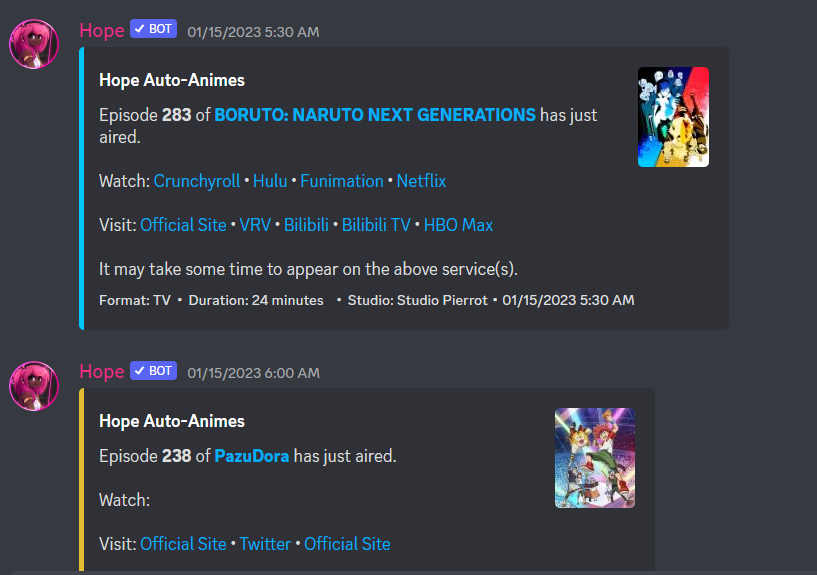 Hope ✓ BOT 01/15/2023 5:30 AM
Hope Auto-Animes
Episode 283 of BORUTO: NARUTO NEXT GENERATIONS has just
aired.
Watch: Crunchyroll • Hulu • Funimation • Netflix
Visit: Official Site • VRV • Bilibili • Bilibili TV • HBO Max
It may take some time to appear on the above service(s).
Format: TV • Duration: 24 minutes • Studio: Studio Pierrot • 01/15/2023 5:30 AM
Hope ✓ BOT 01/15/2023 6:00 AM
Hope Auto-Animes
Episode 238 of PazuDora has just aired.
Watch:
Visit: Official Site • Twitter • Official Site